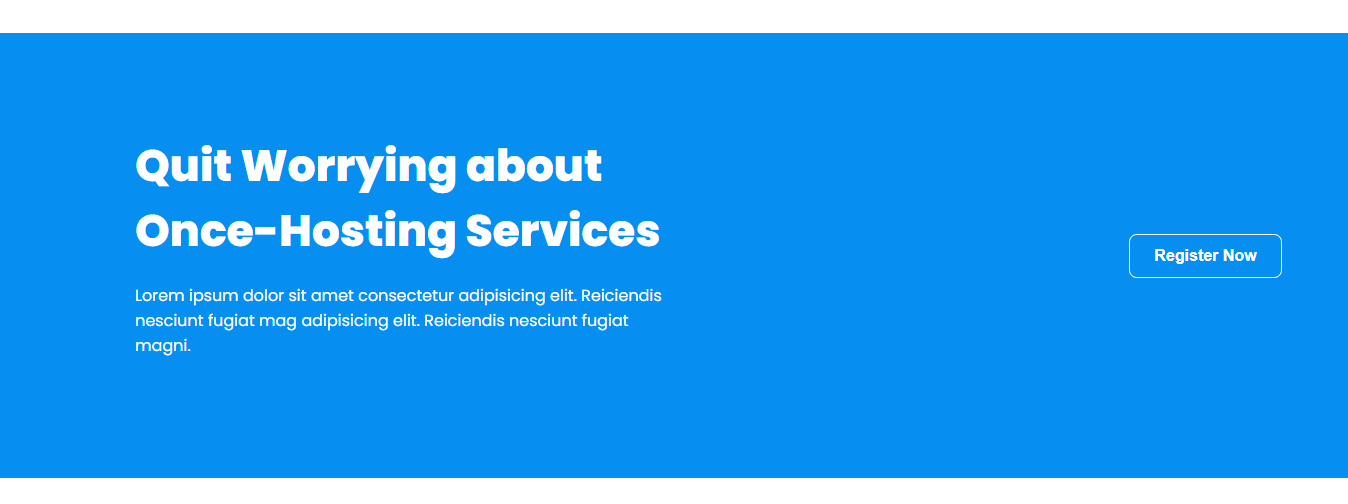 Quit Worrying about
Once-Hosting Services
Lorem ipsum dolor sit amet consectetur adipisicing elit. Reiciendis
nesciunt fugiat mag adipisicing elit. Reiciendis nesciunt fugiat
magni.
Register Now